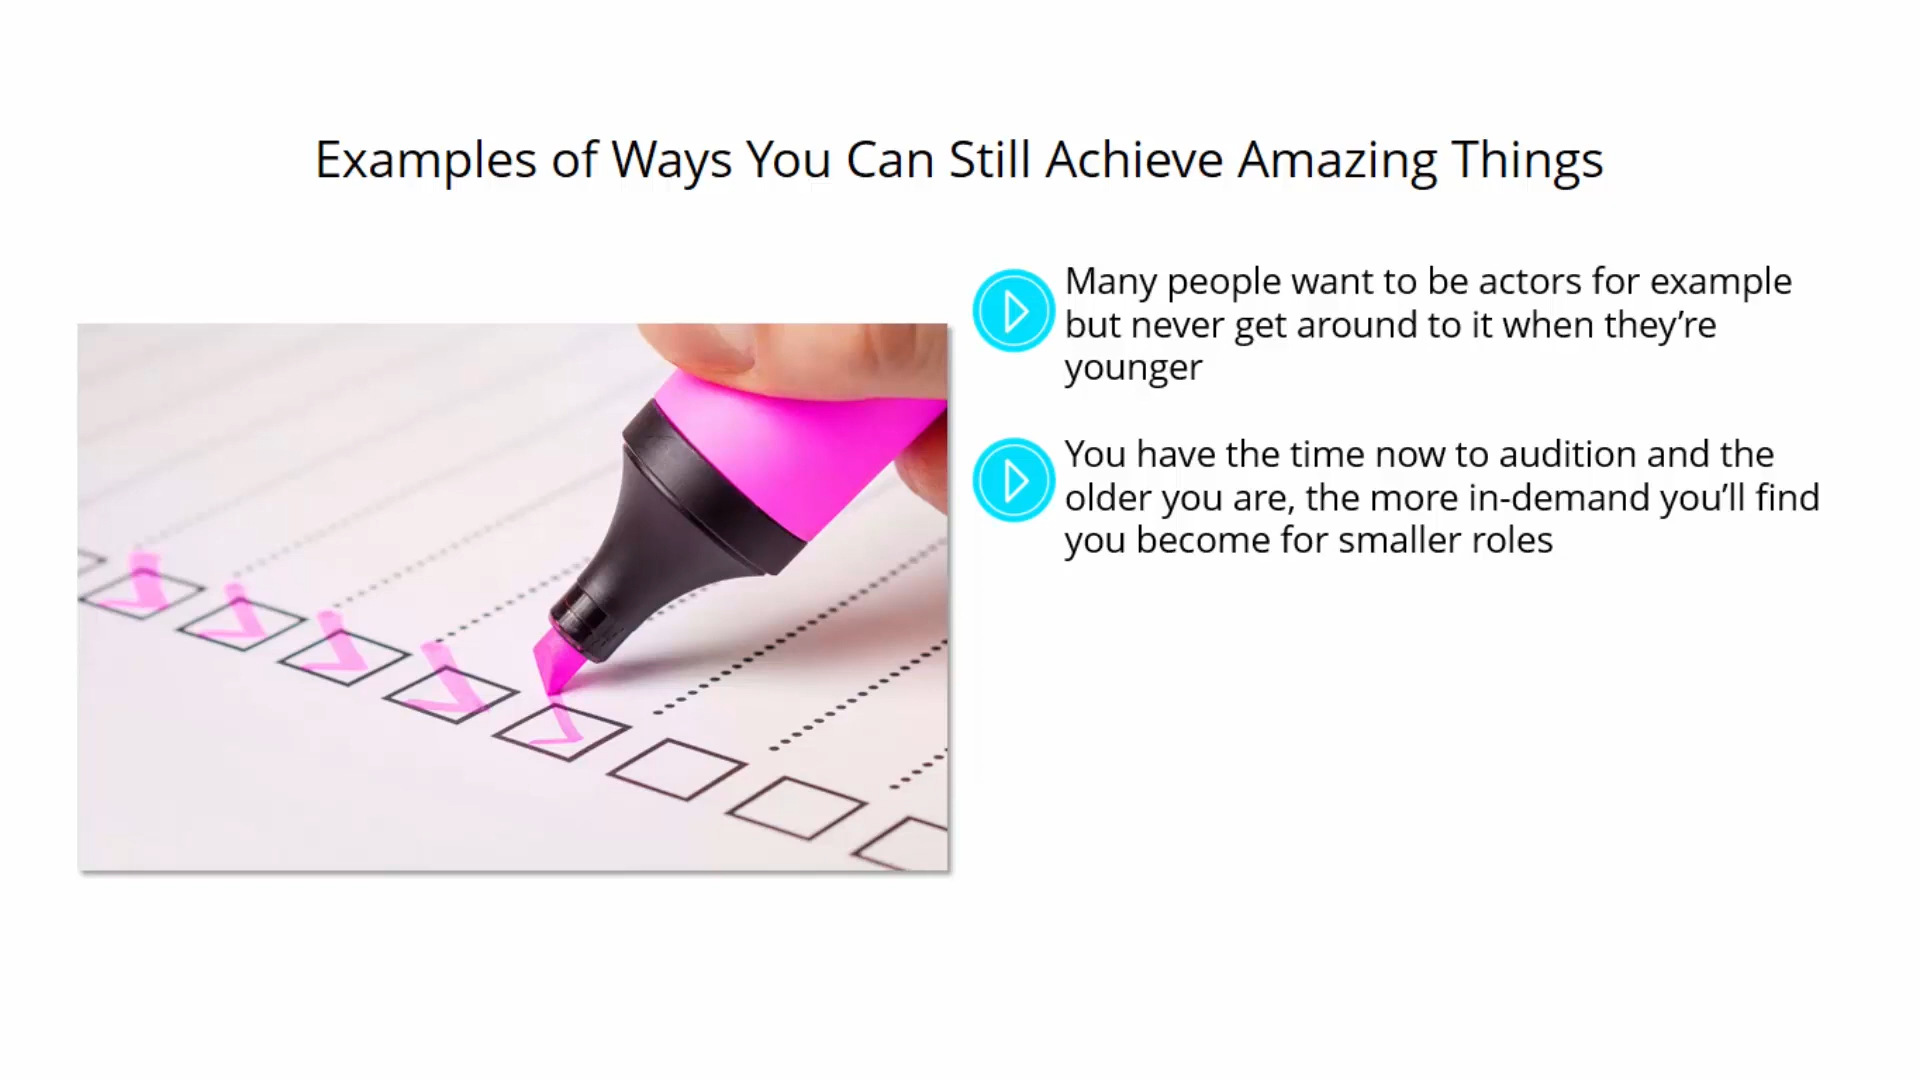 Examples of Ways You Can Still Achieve Amazing Things
Many people want to be actors for example
but never get around to it when they’re
younger
You have the time now to audition and the
older you are, the more in-demand you’ll find
you become for smaller roles